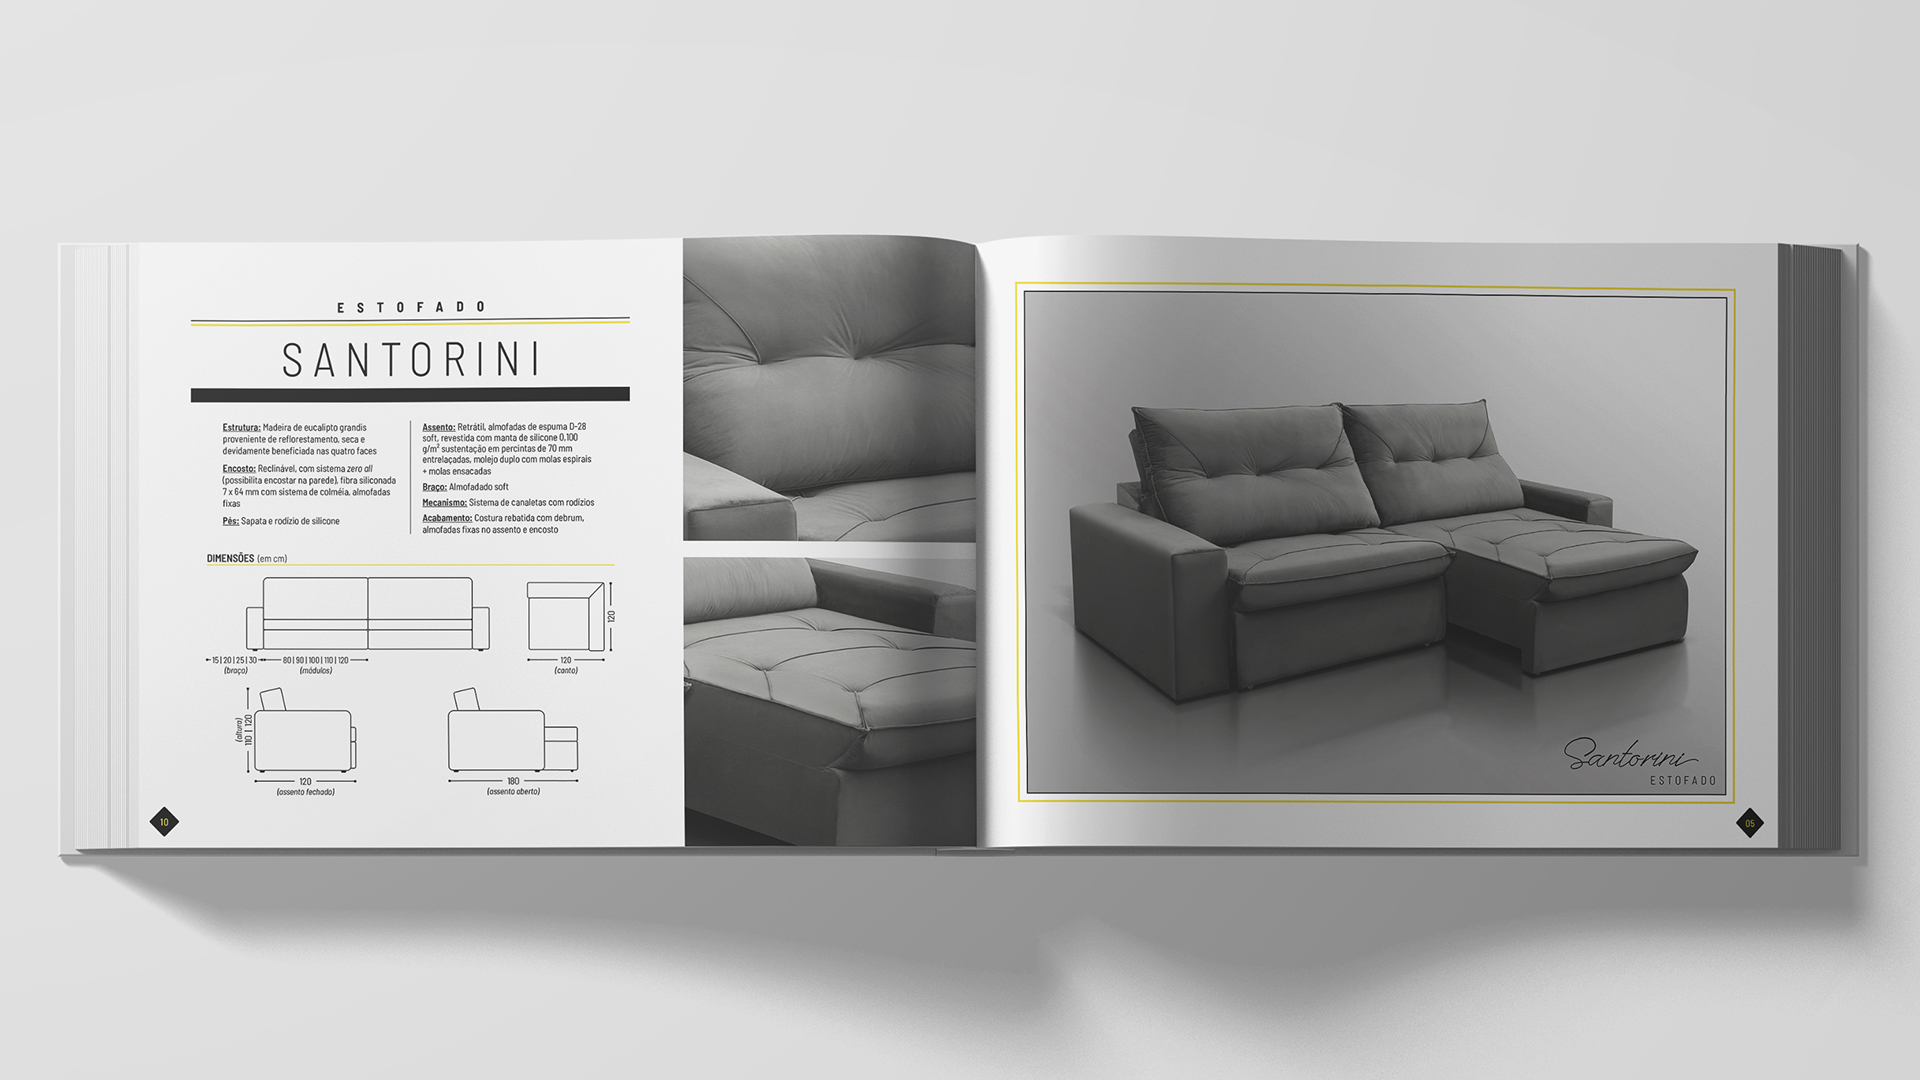 ESTOFADO
SANTORINI
Estrutura: Madeira de eucalipto grandis
proveniente de reflorestamento, seca e
devidamente beneficiada nas quatro faces
Encosto: Reclinável, com sistema zero all
(possibilita encostar na parede), fibra siliconada
7 x 64 mm com sistema de colméia, almofadas
fixas
Pés: Sapata e rodízio de silicone
Assento: Retrátil, almofadas de espuma D-28
soft, revestida com manta de silicone 0,100
g/m² sustentação em percintas de 70 mm
entrelaçadas, molejo duplo com molas espirais
+ molas ensacadas
Braço: Almofadado soft
Mecanismo: Sistema de canaletas com rodízios
Acabamento: Costura rebatida com debrum,
almofadas fixas no assento e encosto
DIMENSÕES (em cm)
15|20|25|30
(braço)
80|90|100|110|120
(módulos)
120
120
(canto)
(altura)
110 | 120
120
(assento fechado)
180
(assento aberto)
10
Santorini
ESTOFADO
05